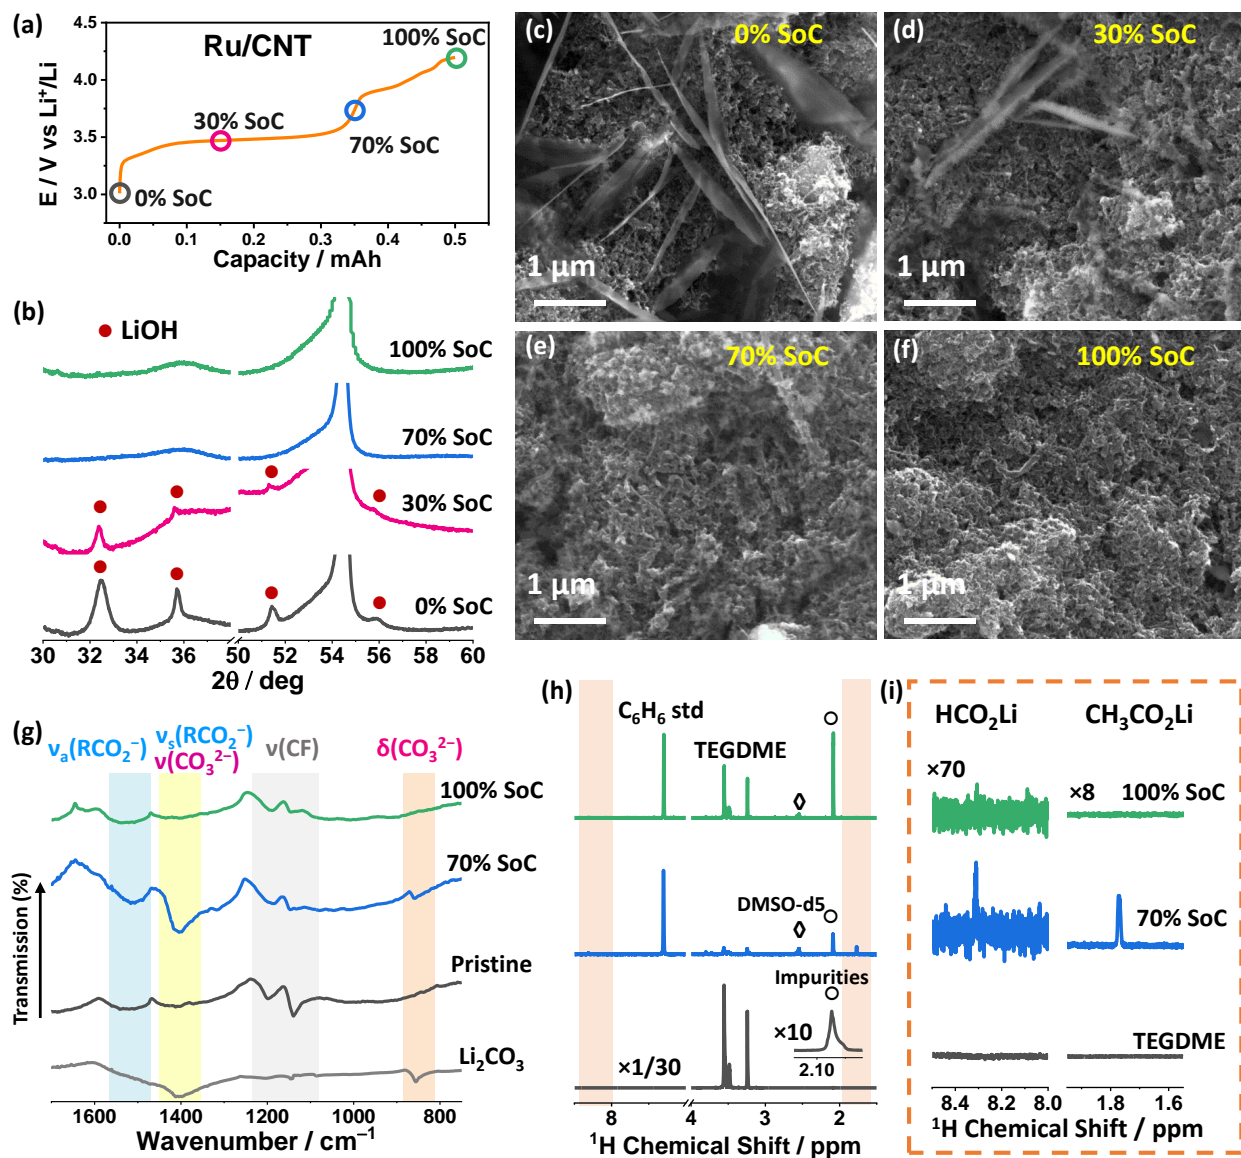 (a)
Ru/CNT
100% SoC
30% SoC
70% SoC
0% SoC
E / V vs Li⁺/Li
4.5
4.0
3.5
3.0
0.0 0.1 0.2 0.3 0.4 0.5
Capacity / mAh
(b)
LiOH
100% SoC
70% SoC
30% SoC
0% SoC
30 32 34 36 50 54 56 58 60
2θ / deg
(c)
0% SoC
1 μm
(d)
30% SoC
1 μm
(e)
70% SoC
1 μm
(f)
100% SoC
1 μm
(g)
νₐ(RCO₂⁻)
νₛ(RCO₂⁻)
ν(CO₃²⁻)
ν(CF)
δ(CO₃²⁻)
100% SoC
70% SoC
Pristine
Li₂CO₃
Transmission (%)
1600 1400 1200 1000 800
Wavenumber / cm⁻¹
(h)
C₆H₆ std
TEGDME
DMSO-d5
Impurities
×10
2.10
×1/30
8 4 3 2
¹H Chemical Shift / ppm
(i)
HCO₂Li
CH₃CO₂Li
×70
×8
100% SoC
70% SoC
TEGDME
8.4 8.2 8.0 1.8 1.6
¹H Chemical Shift / ppm